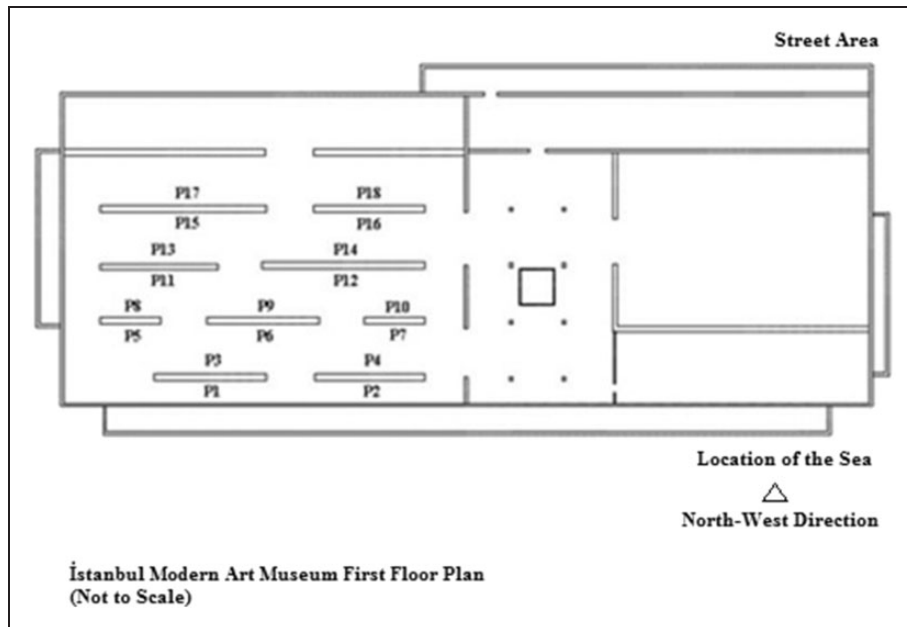 Street Area
P17 P18
P15 P16
P13 P14
P11 P12
P8 P9 P10
P5 P6 P7
P3 P4
P1 P2
Location of the Sea
North-West Direction
İstanbul Modern Art Museum First Floor Plan
(Not to Scale)